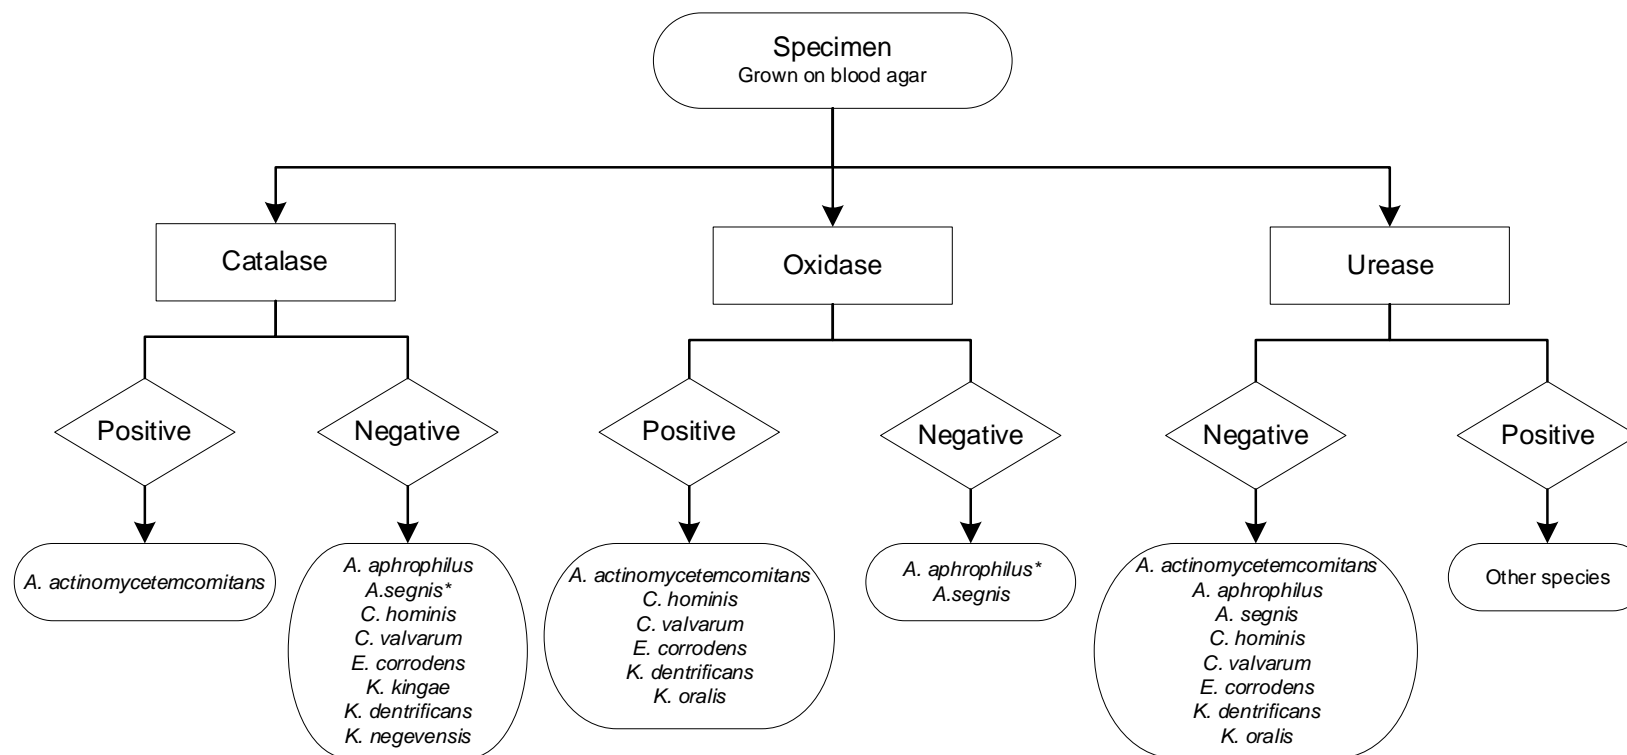 Specimen
Grown on blood agar
Catalase
Oxidase
Urease
Positive
Negative
Positive
Negative
Negative
Positive
A. actinomycetemcomitans
A. aphrophilus
A.segnis*
C. hominis
C. valvarum
E. corrodens
K. kingae
K. dentrificans
K. negevensis
A. actinomycetemcomitans
C. hominis
C. valvarum
E. corrodens
K. dentrificans
K. oralis
A. aphrophilus*
A.segnis
A. actinomycetemcomitans
A. aphrophilus
A. segnis
C. hominis
C. valvarum
E. corrodens
K. dentrificans
K. oralis
Other species